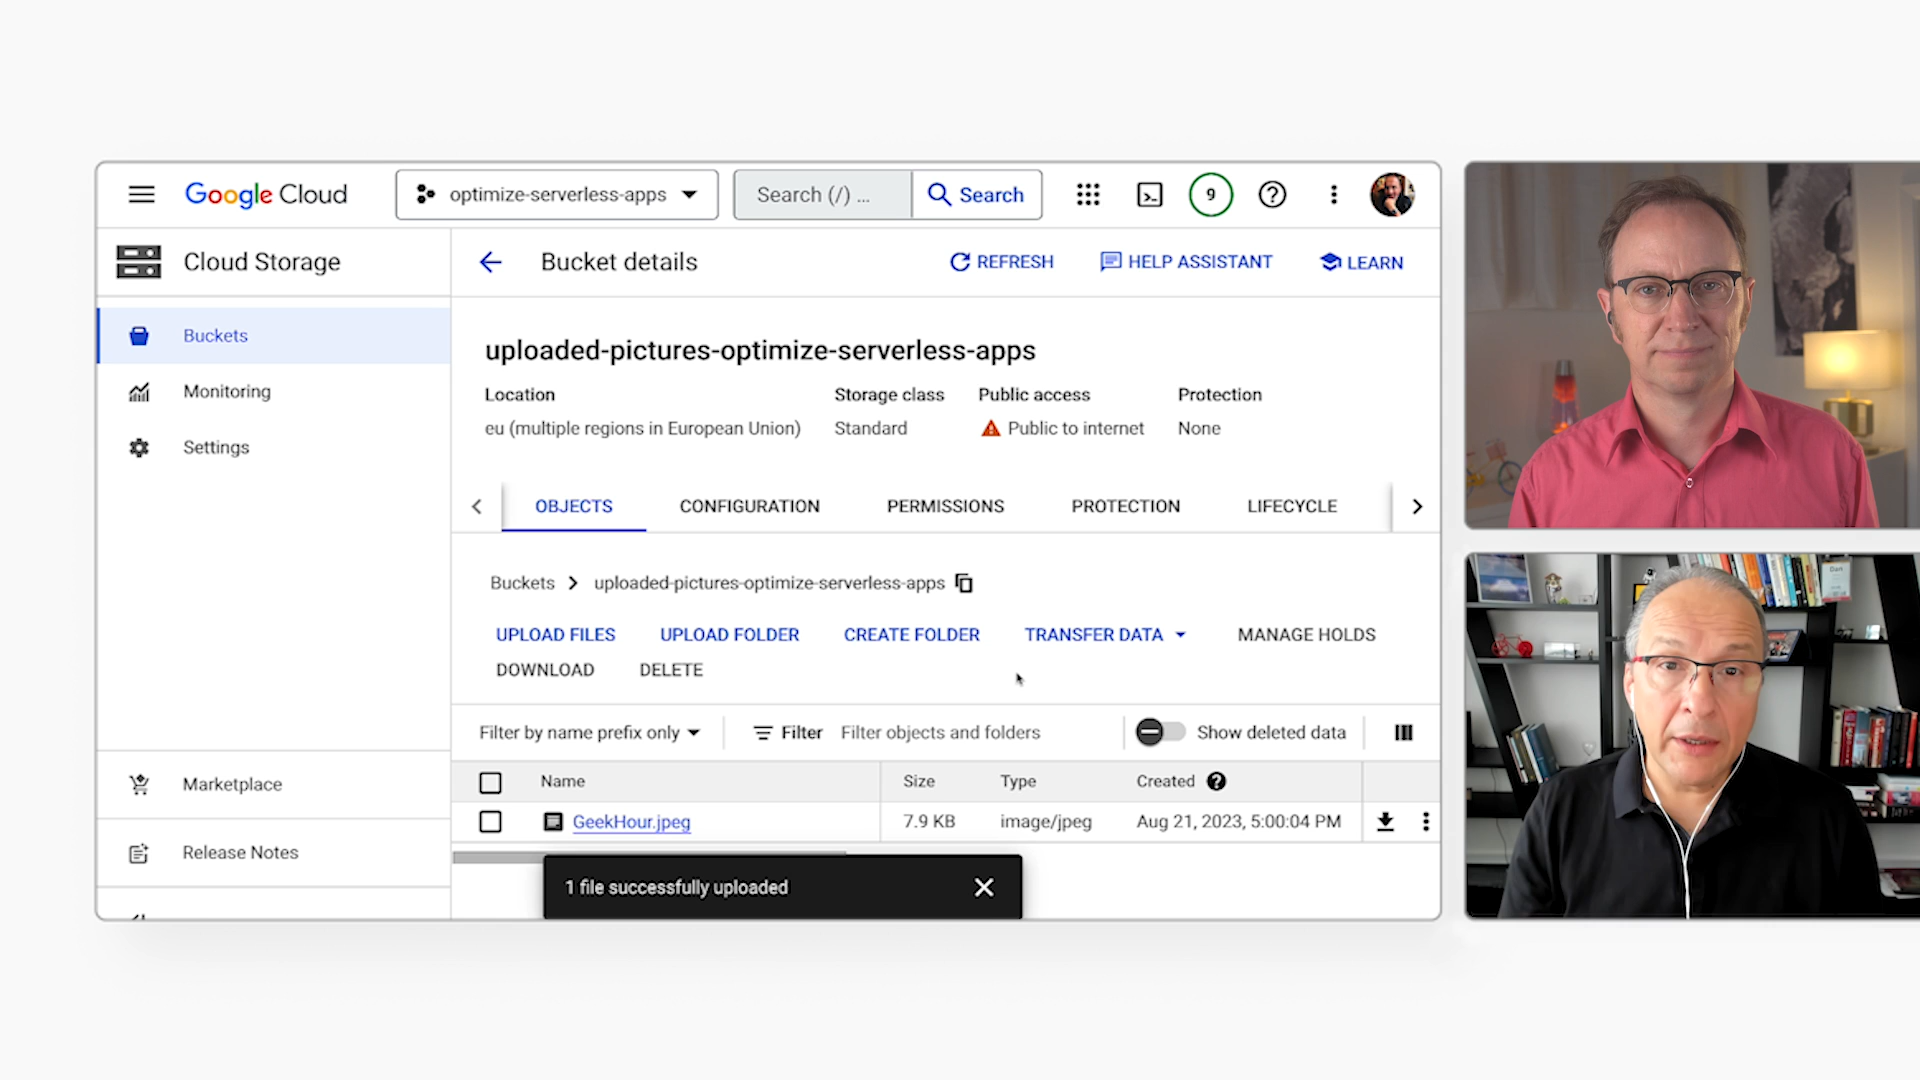 Google Cloud
optimize-serverless-apps
Search (/) ...
Search
9
Cloud Storage
Bucket details
REFRESH
HELP ASSISTANT
LEARN
Buckets
Monitoring
Settings
uploaded-pictures-optimize-serverless-apps
Location
Storage class
Public access
Protection
eu (multiple regions in European Union)
Standard
Public to internet
None
OBJECTS
CONFIGURATION
PERMISSIONS
PROTECTION
LIFECYCLE
Buckets
uploaded-pictures-optimize-serverless-apps
UPLOAD FILES
UPLOAD FOLDER
CREATE FOLDER
TRANSFER DATA
MANAGE HOLDS
DOWNLOAD
DELETE
Filter by name prefix only
Filter
Filter objects and folders
Show deleted data
Name
Size
Type
Created
GeekHour.jpeg
7.9 KB
image/jpeg
Aug 21, 2023, 5:00:04 PM
Marketplace
Release Notes
1 file successfully uploaded
Dan